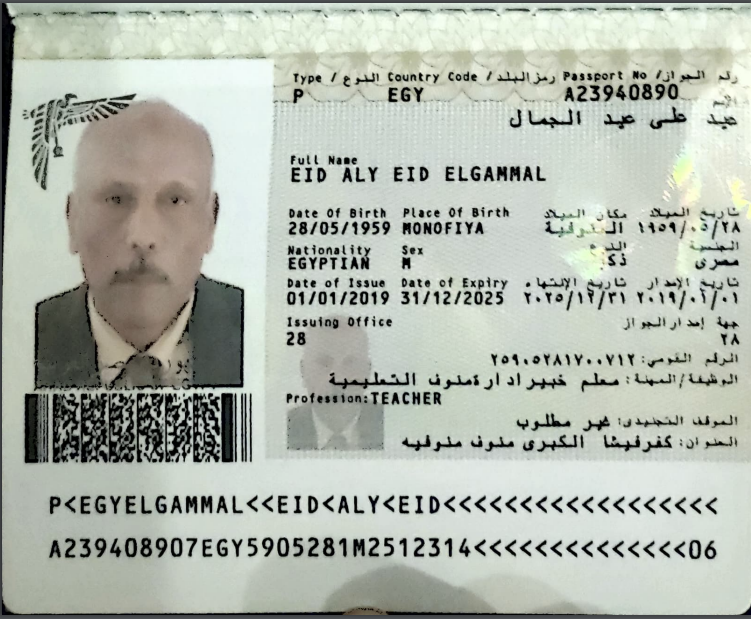 Type / النوع Country Code / رمز البلد Passport No / رقم الجواز
P EGY A23940890
الإسم
عيد على عيد الجمال
Full Name
EID ALY EID ELGAMMAL
Date Of Birth Place Of Birth مكان الميلاد تاريخ الميلاد
28/05/1959 MONOFIYA المنوفية ١٩٥٩/٠٥/٢٨
Nationality Sex النوع الجنسية
EGYPTIAN M ذكر مصرى
Date of Issue Date of Expiry تاريخ الإنتهاء تاريخ الإصدار
01/01/2019 31/12/2025 ٢٠٢٥/١٢/٣١ ٢٠١٩/٠١/٠١
Issuing Office جهة إصدار الجواز
28 ٢٨
الرقم القومي: ٢٥٩٠٥٢٨١٧٠٠٧١٢
الوظيفة/المهنة: معلم خبير ادارةمنوف التعليمية
Profession:TEACHER
الموقف التجنيدى: غير مطلوب
العنوان: كفرفيشا الكبرى منوف منوفيه
P<EGYELGAMMAL<<EID<ALY<EID<<<<<<<<<<<<<<<<<<
A239408907EGY5905281M2512314<<<<<<<<<<<<<<06